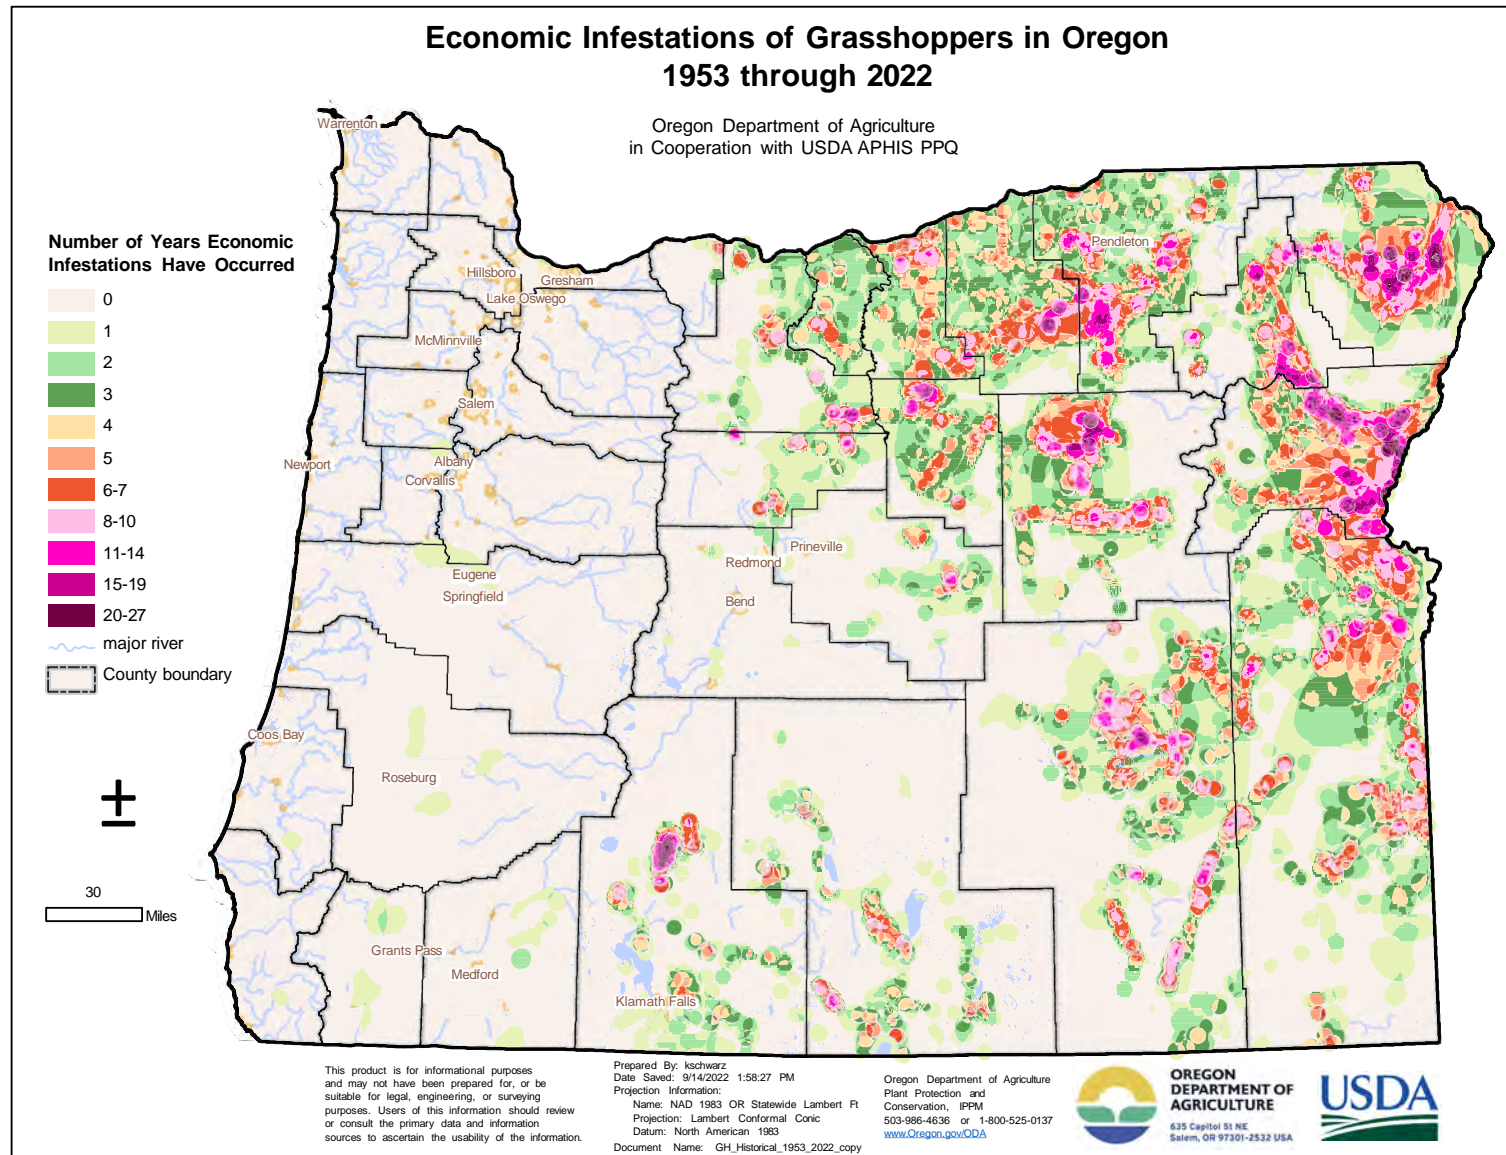 Economic Infestations of Grasshoppers in Oregon
1953 through 2022
Oregon Department of Agriculture
in Cooperation with USDA APHIS PPQ
Warrenton
Number of Years Economic
Infestations Have Occurred
0
1
2
3
4
5
6-7
8-10
11-14
15-19
20-27
major river
County boundary
Pendleton
Hillsboro
Gresham
Lake Oswego
McMinnville
Salem
Newport
Albany
Corvallis
Prineville
Redmond
Eugene
Springfield
Bend
Coos Bay
Roseburg
30
Miles
Grants Pass
Medford
Klamath Falls
This product is for informational purposes
and may not have been prepared for, or be
suitable for legal, engineering, or surveying
purposes. Users of this information should review
or consult the primary data and information
sources to ascertain the usability of the information.
Prepared By: kschwarz
Date Saved: 9/14/2022 1:58:27 PM
Projection Information:
Name: NAD 1983 OR Statewide Lambert Ft
Projection: Lambert Conformal Conic
Datum: North American 1983
Document Name: GH_Historical_1953_2022_copy
Oregon Department of Agriculture
Plant Protection and
Conservation, IPPM
503-986-4636 or 1-800-525-0137
www.Oregon.gov/ODA
OREGON
DEPARTMENT OF
AGRICULTURE
635 Capitol St NE
Salem, OR 97301-2532 USA
USDA